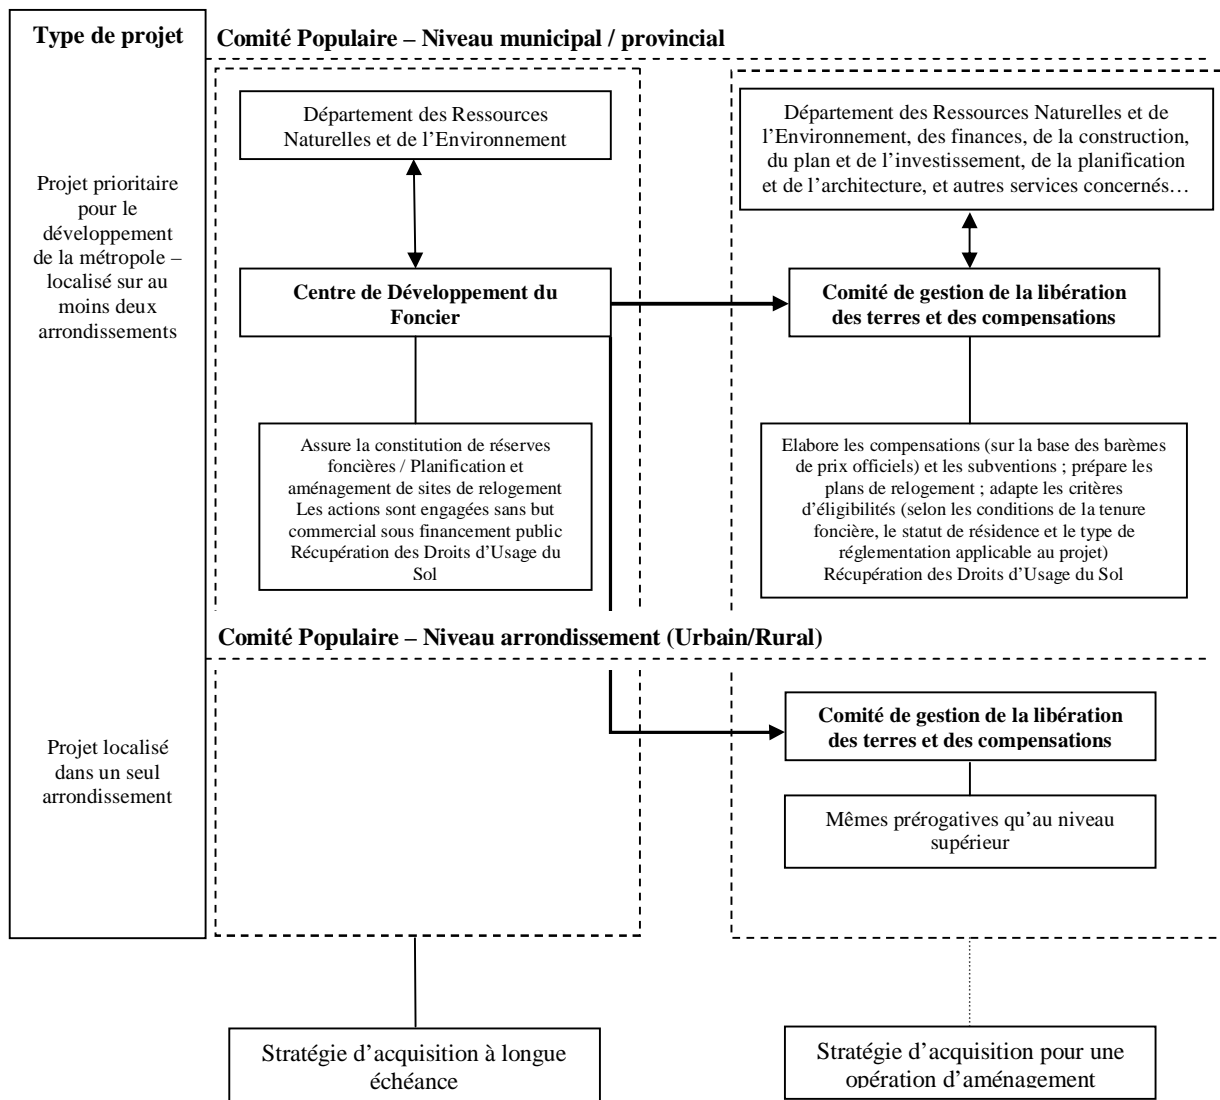 Type de projet
Comité Populaire – Niveau municipal / provincial
Département des Ressources
Naturelles et de l’Environnement
Département des Ressources Naturelles et de
l’Environnement, des finances, de la construction,
du plan et de l’investissement, de la planification
et de l’architecture, et autres services concernés…
Projet prioritaire
pour le
développement
de la métropole –
localisé sur au
moins deux
arrondissements
Centre de Développement du
Foncier
Comité de gestion de la libération
des terres et des compensations
Assure la constitution de réserves
foncières / Planification et
aménagement de sites de relogement
Les actions sont engagées sans but
commercial sous financement public
Récupération des Droits d’Usage du
Sol
Elabore les compensations (sur la base des barèmes
de prix officiels) et les subventions ; prépare les
plans de relogement ; adapte les critères
d’éligibilités (selon les conditions de la tenure
foncière, le statut de résidence et le type de
réglementation applicable au projet)
Récupération des Droits d’Usage du Sol
Comité Populaire – Niveau arrondissement (Urbain/Rural)
Projet localisé
dans un seul
arrondissement
Comité de gestion de la libération
des terres et des compensations
Mêmes prérogatives qu’au niveau
supérieur
Stratégie d’acquisition à longue
échéance
Stratégie d’acquisition pour une
opération d’aménagement